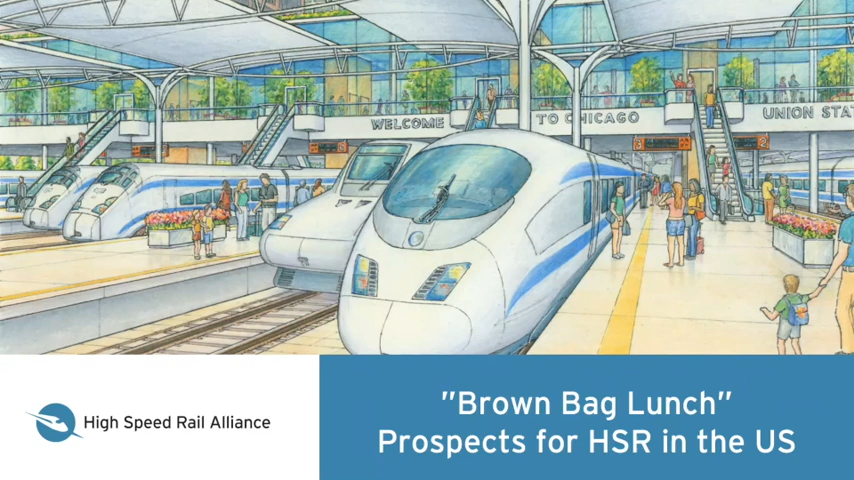 WELCOME TO CHICAGO UNION STA
High Speed Rail Alliance
"Brown Bag Lunch"
Prospects for HSR in the US